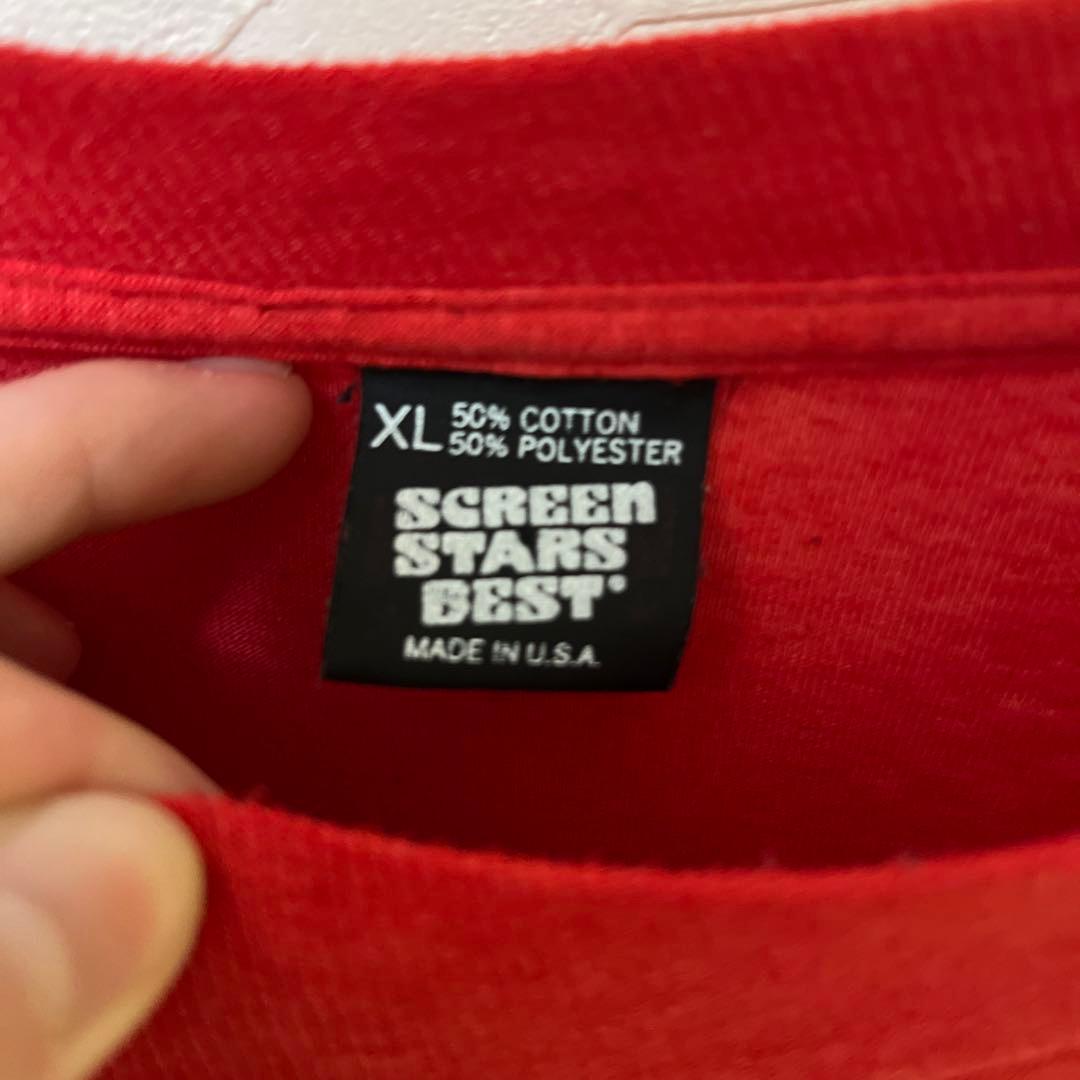 XL 50% COTTON
50% POLYESTER
SCREEN
STARS
BEST®
MADE IN U.S.A.